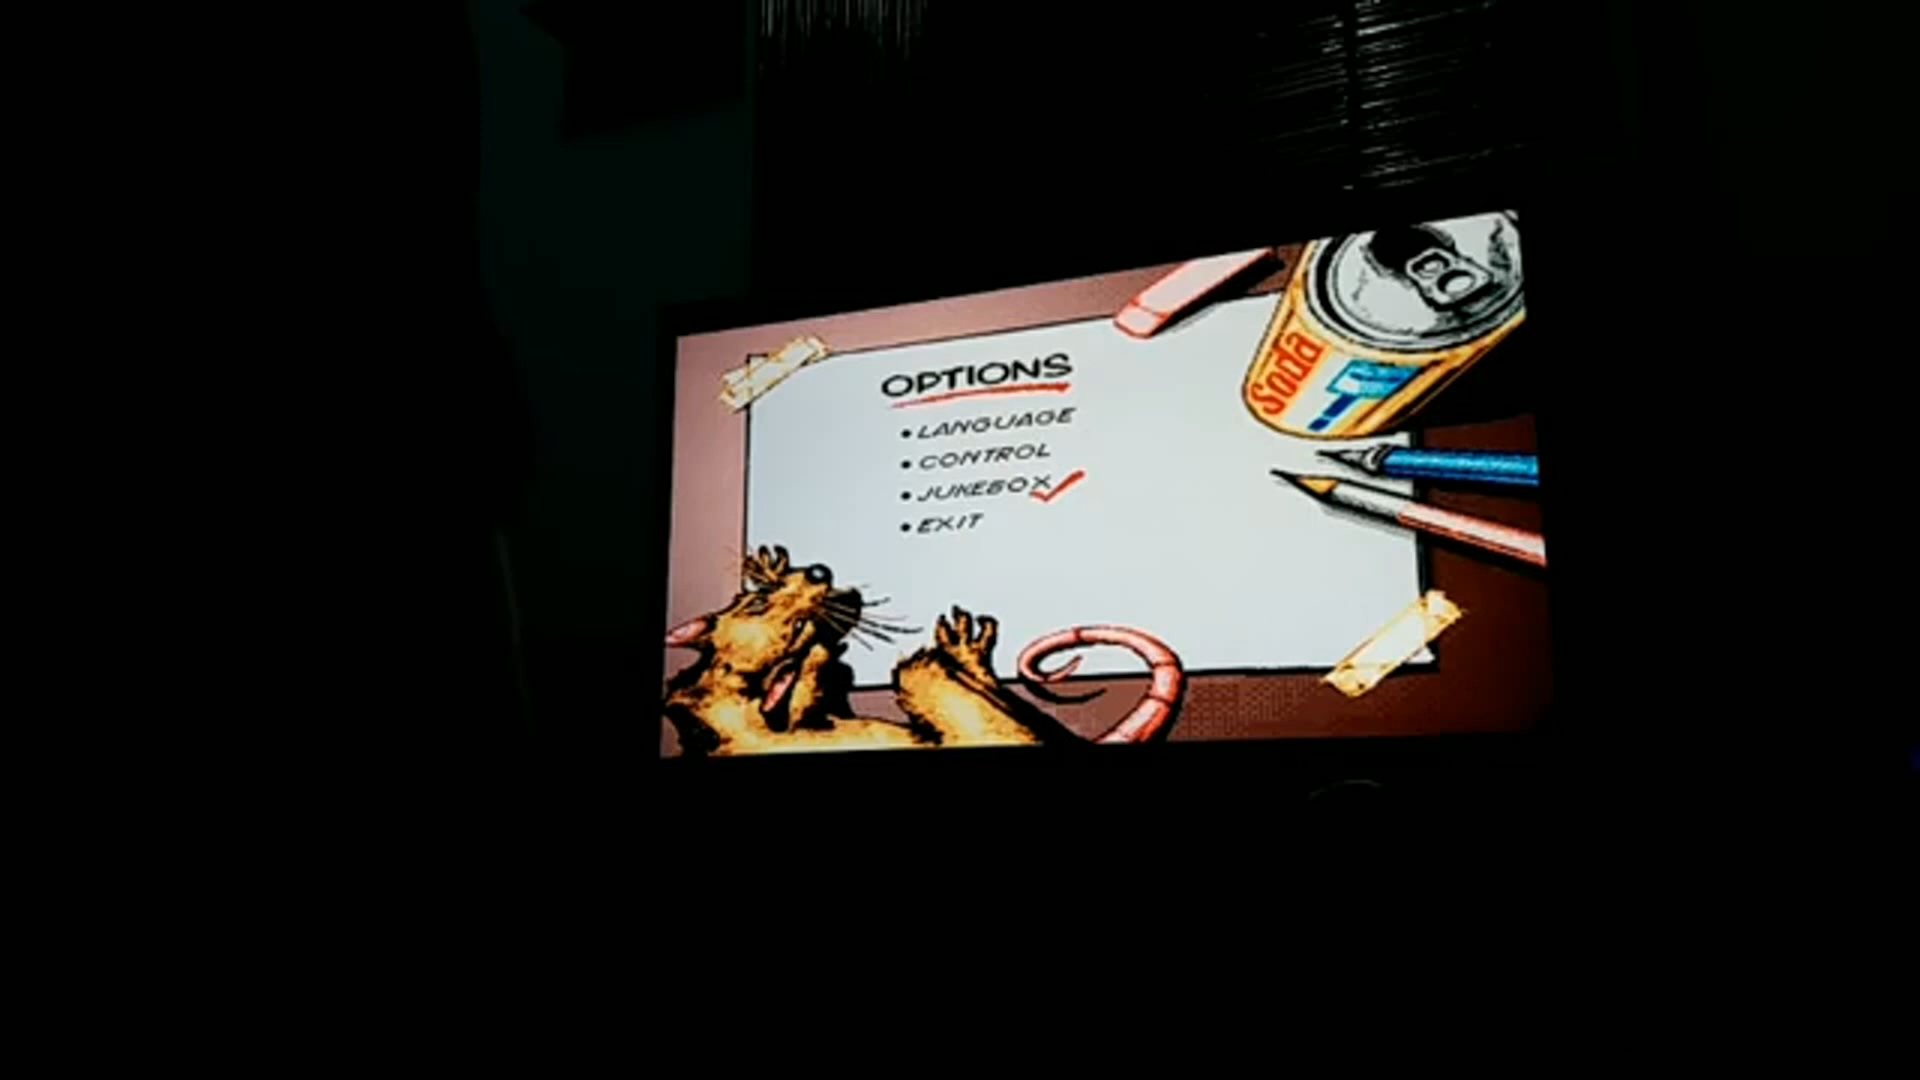 OPTIONS
• LANGUAGE
• CONTROL
• JUKEBOX
• EXIT
Soda